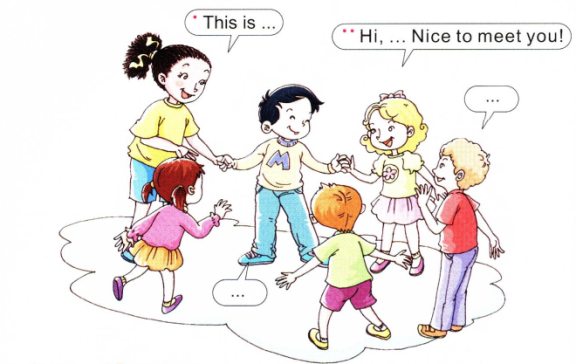 * This is ...
** Hi, ... Nice to meet you!
...
M
...